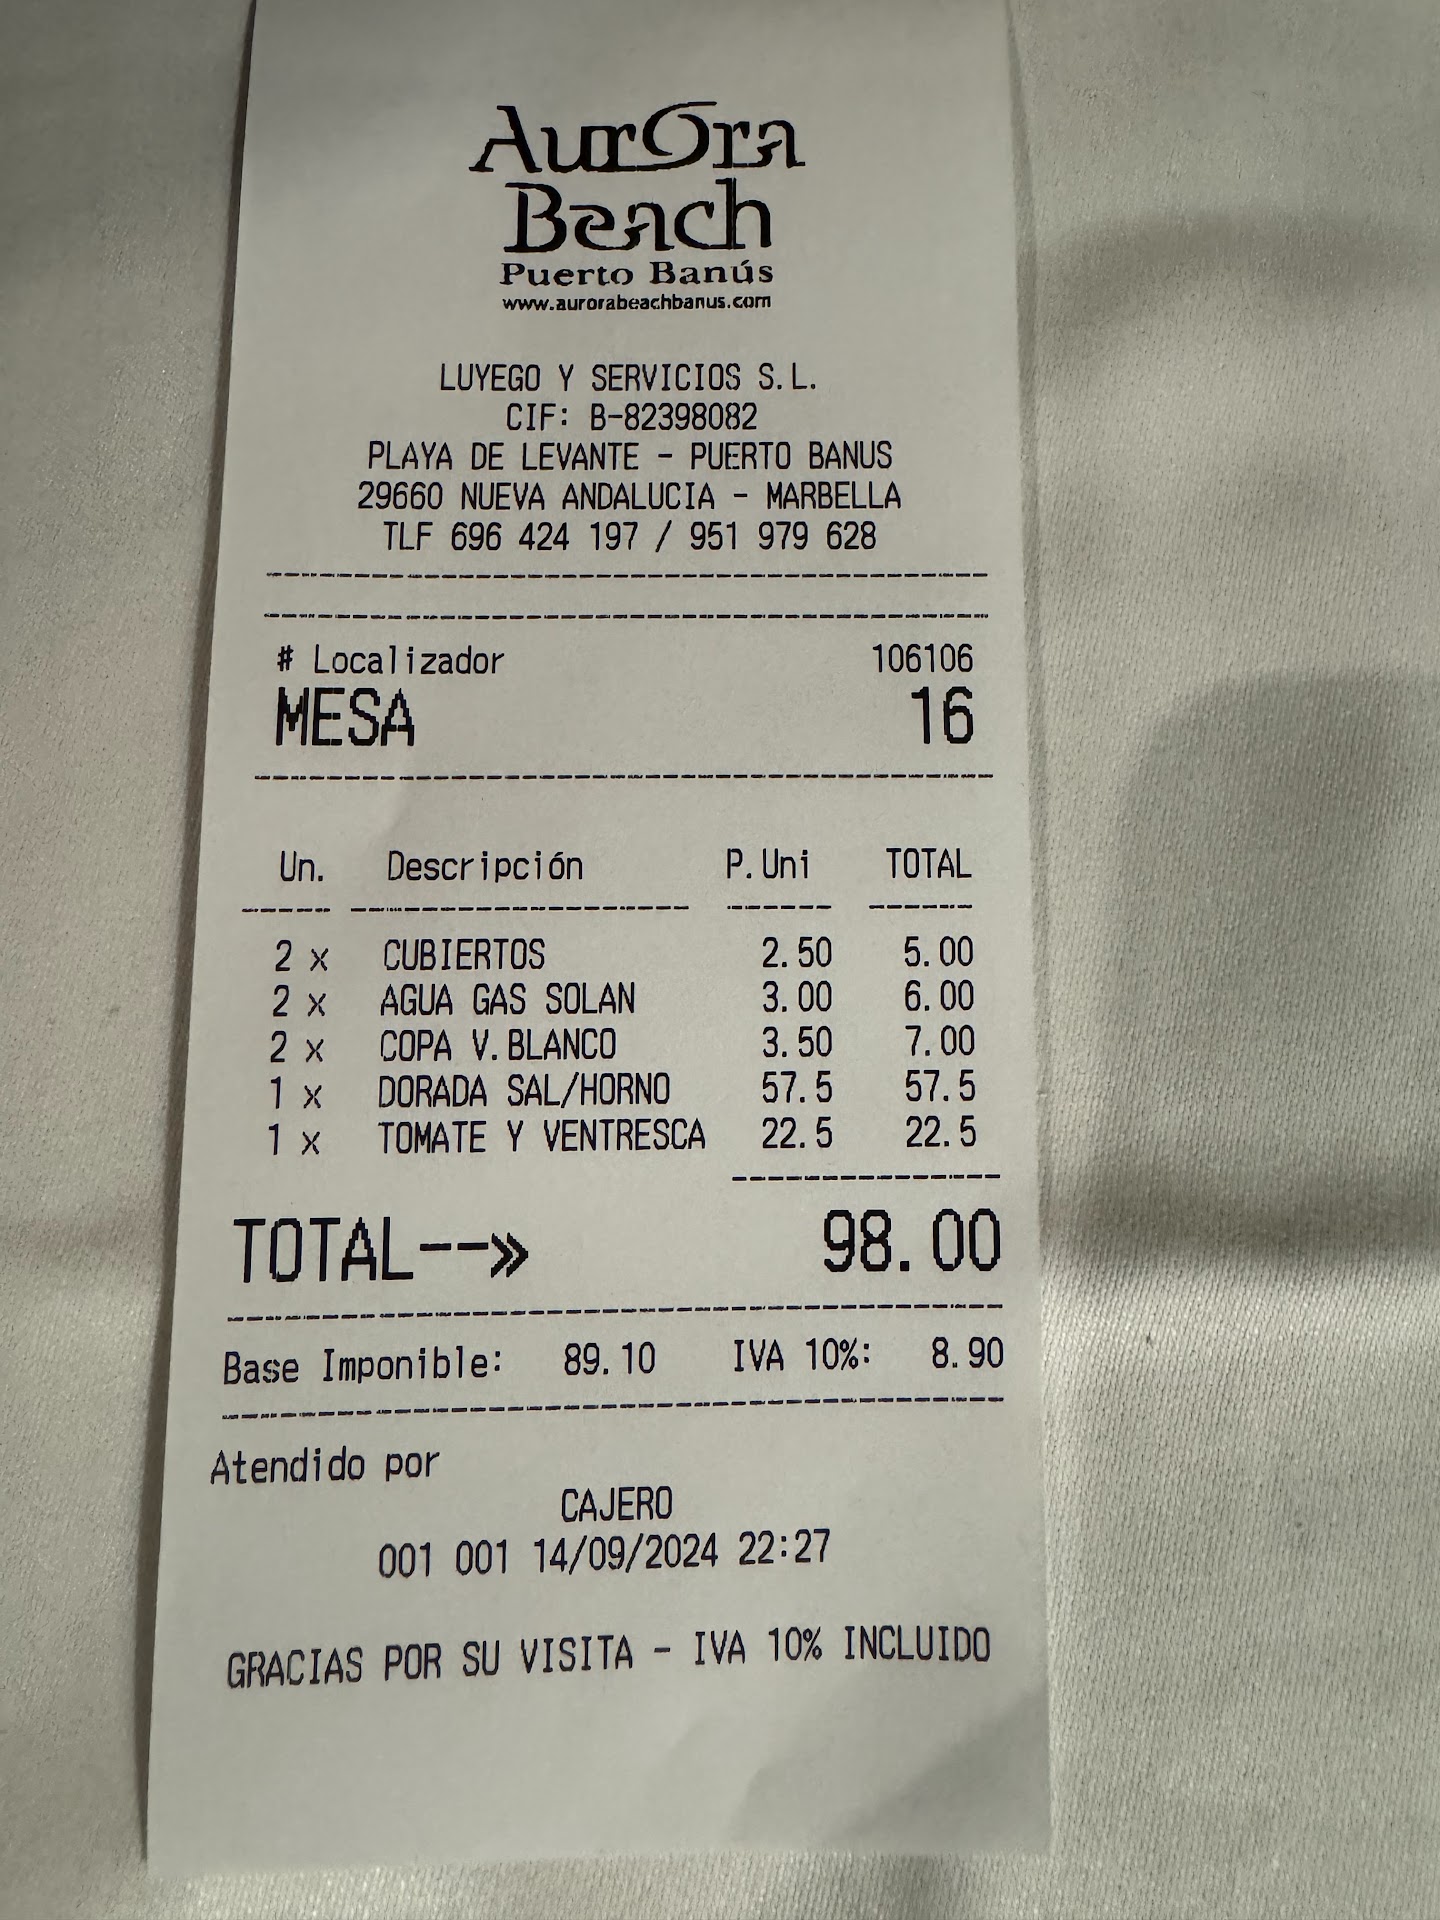 Aurora
Beach
Puerto Banús
www.aurorabeachbanus.com
LUYEGO Y SERVICIOS S.L.
CIF: B-82398082
PLAYA DE LEVANTE - PUERTO BANUS
29660 NUEVA ANDALUCIA - MARBELLA
TLF 696 424 197 / 951 979 628
# Localizador 106106
MESA 16
Un. Descripción P.Uni TOTAL
2 x CUBIERTOS 2.50 5.00
2 x AGUA GAS SOLAN 3.00 6.00
2 x COPA V.BLANCO 3.50 7.00
1 x DORADA SAL/HORNO 57.5 57.5
1 x TOMATE Y VENTRESCA 22.5 22.5
TOTAL--» 98.00
Base Imponible: 89.10 IVA 10%: 8.90
Atendido por
CAJERO
001 001 14/09/2024 22:27
GRACIAS POR SU VISITA - IVA 10% INCLUIDO